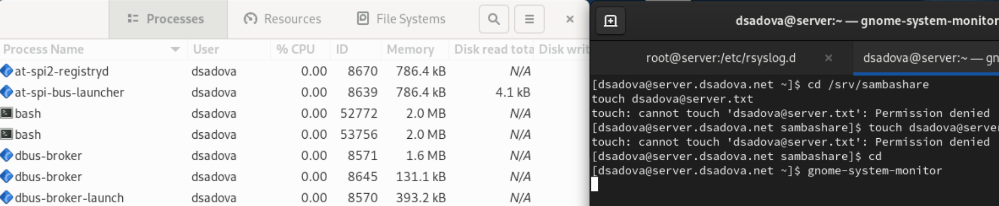 Processes Resources File Systems
Process Name User % CPU ID Memory Disk read tota Disk writ
at-spi2-registryd dsadova 0.00 8670 786.4 kB N/A
at-spi-bus-launcher dsadova 0.00 8639 786.4 kB 4.1 kB
bash dsadova 0.00 52772 2.0 MB N/A
bash dsadova 0.00 53756 2.0 MB N/A
dbus-broker dsadova 0.00 8571 1.6 MB N/A
dbus-broker dsadova 0.00 8645 131.1 kB N/A
dbus-broker-launch dsadova 0.00 8570 393.2 kB N/A
dsadova@server:~ — gnome-system-monitor
root@server:/etc/rsyslog.d dsadova@server:~ — gn
[dsadova@server.dsadova.net ~]$ cd /srv/sambashare
touch dsadova@server.txt
touch: cannot touch 'dsadova@server.txt': Permission denied
[dsadova@server.dsadova.net sambashare]$ touch dsadova@server
touch: cannot touch 'dsadova@server.txt': Permission denied
[dsadova@server.dsadova.net sambashare]$ cd
[dsadova@server.dsadova.net ~]$ gnome-system-monitor